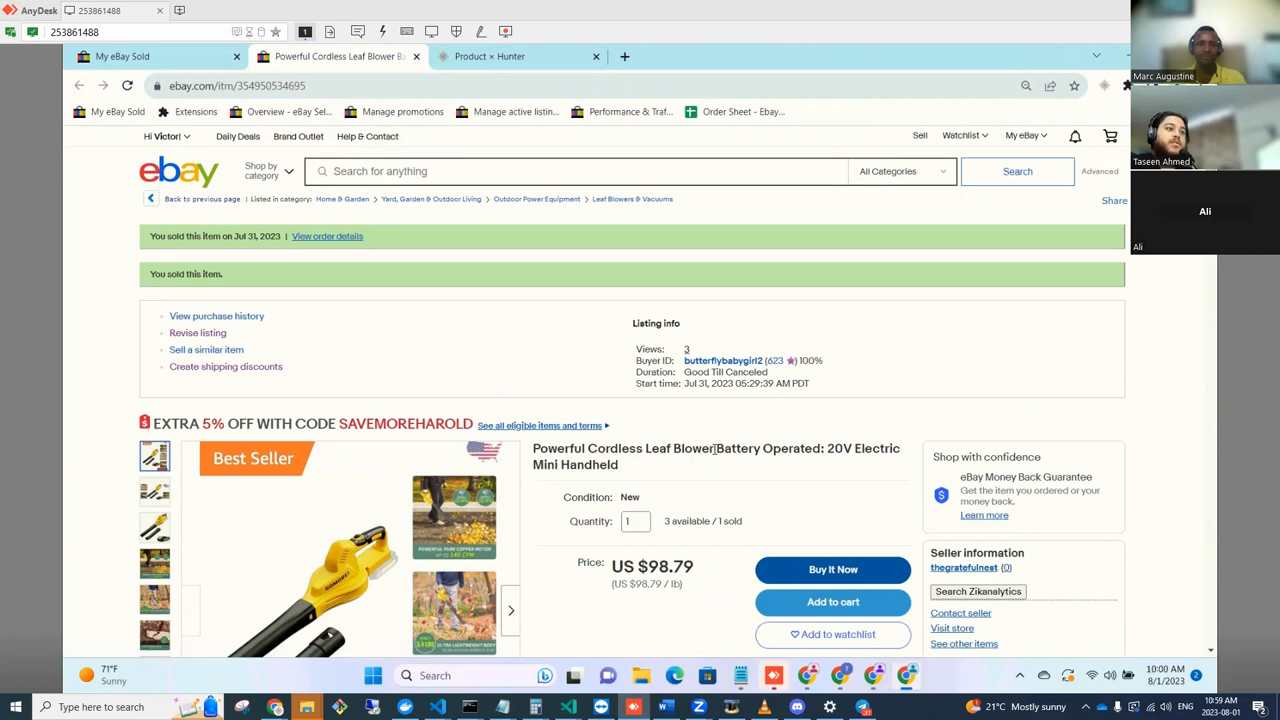 AnyDesk
253861488
253861488
1
My eBay Sold
Powerful Cordless Leaf Blower Ba
Product × Hunter
ebay.com/itm/354950534695
My eBay Sold
Extensions
Overview - eBay Sel...
Manage promotions
Manage active listin...
Performance & Traf...
Order Sheet - Ebay...
Hi Victor!
Daily Deals
Brand Outlet
Help & Contact
Sell
Watchlist
My eBay
ebay
Shop by
category
Search for anything
All Categories
Search
Advanced
Back to previous page
Listed in category:
Home & Garden
Yard, Garden & Outdoor Living
Outdoor Power Equipment
Leaf Blowers & Vacuums
Share
You sold this item on Jul 31, 2023 | View order details
You sold this item.
View purchase history
Revise listing
Sell a similar item
Create shipping discounts
Listing info
Views: 3
Buyer ID: butterflybabygirl2 (623 ) 100%
Duration: Good Till Canceled
Start time: Jul 31, 2023 05:29:39 AM PDT
EXTRA 5% OFF WITH CODE SAVEMOREHAROLD See all eligible items and terms
Best Seller
POWERFUL PURE COPPER MOTOR
Powerful Cordless Leaf Blower Battery Operated: 20V Electric
Mini Handheld
Condition: New
Quantity: 1 3 available / 1 sold
Price: US $98.79
(US $98.79 / lb)
Buy It Now
Add to cart
Add to watchlist
Shop with confidence
eBay Money Back Guarantee
Get the item you ordered or your
money back.
Learn more
Seller information
thegratefulnest (0)
Search Zikanalytics
Contact seller
Visit store
See other items
Marc Augustine
Taseen Ahmed
Ali
Ali
71°F
Sunny
Search
10:00 AM
8/1/2023
2
Type here to search
21°C Mostly sunny
10:59 AM
2023-08-01